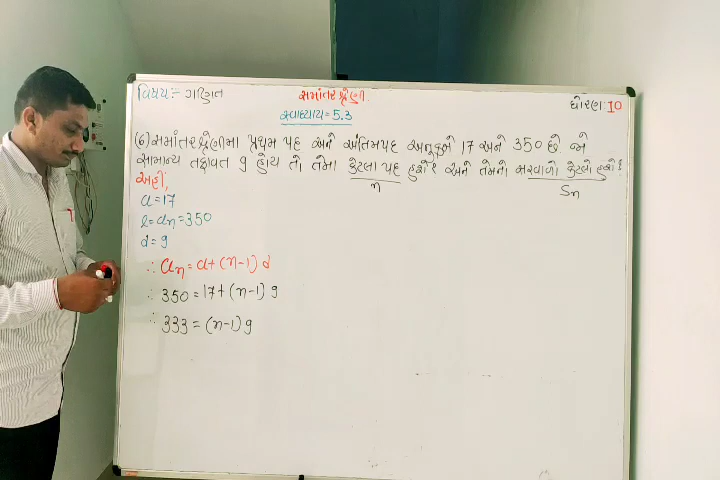 વિષય:- ગણિત
સમાંતર શ્રેણી.
ધોરણ: 10
સ્વાધ્યાય = 5.3
(6) સમાંતર શ્રેણીમા પ્રથમ પદ અને અંતિમપદ અનુક્રમે 17 અને 350 છે જો
સામાન્ય તફાવત 9 હોય તો તેમાં કેટલા પદ હશે? અને તેમનો સરવાળો કેટલો હશે?
n
Sn
અહીં,
a = 17
l = an = 350
d = 9
∴ an = a + (n-1) d
∴ 350 = 17 + (n-1) 9
∴ 333 = (n-1) 9